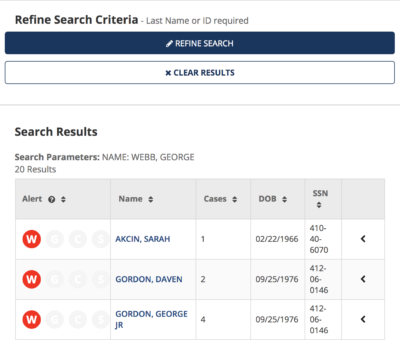 Refine Search Criteria - Last Name or ID required
REFINE SEARCH
× CLEAR RESULTS
Search Results
Search Parameters: NAME: WEBB, GEORGE
20 Results
Alert Name Cases DOB SSN
W E C S AKCIN, SARAH 1 02/22/1966 410-
40-
6070
W E C S GORDON, DAVEN 2 09/25/1976 412-
06-
0146
W E C S GORDON, GEORGE 4 09/25/1976 412-
JR 06-
0146